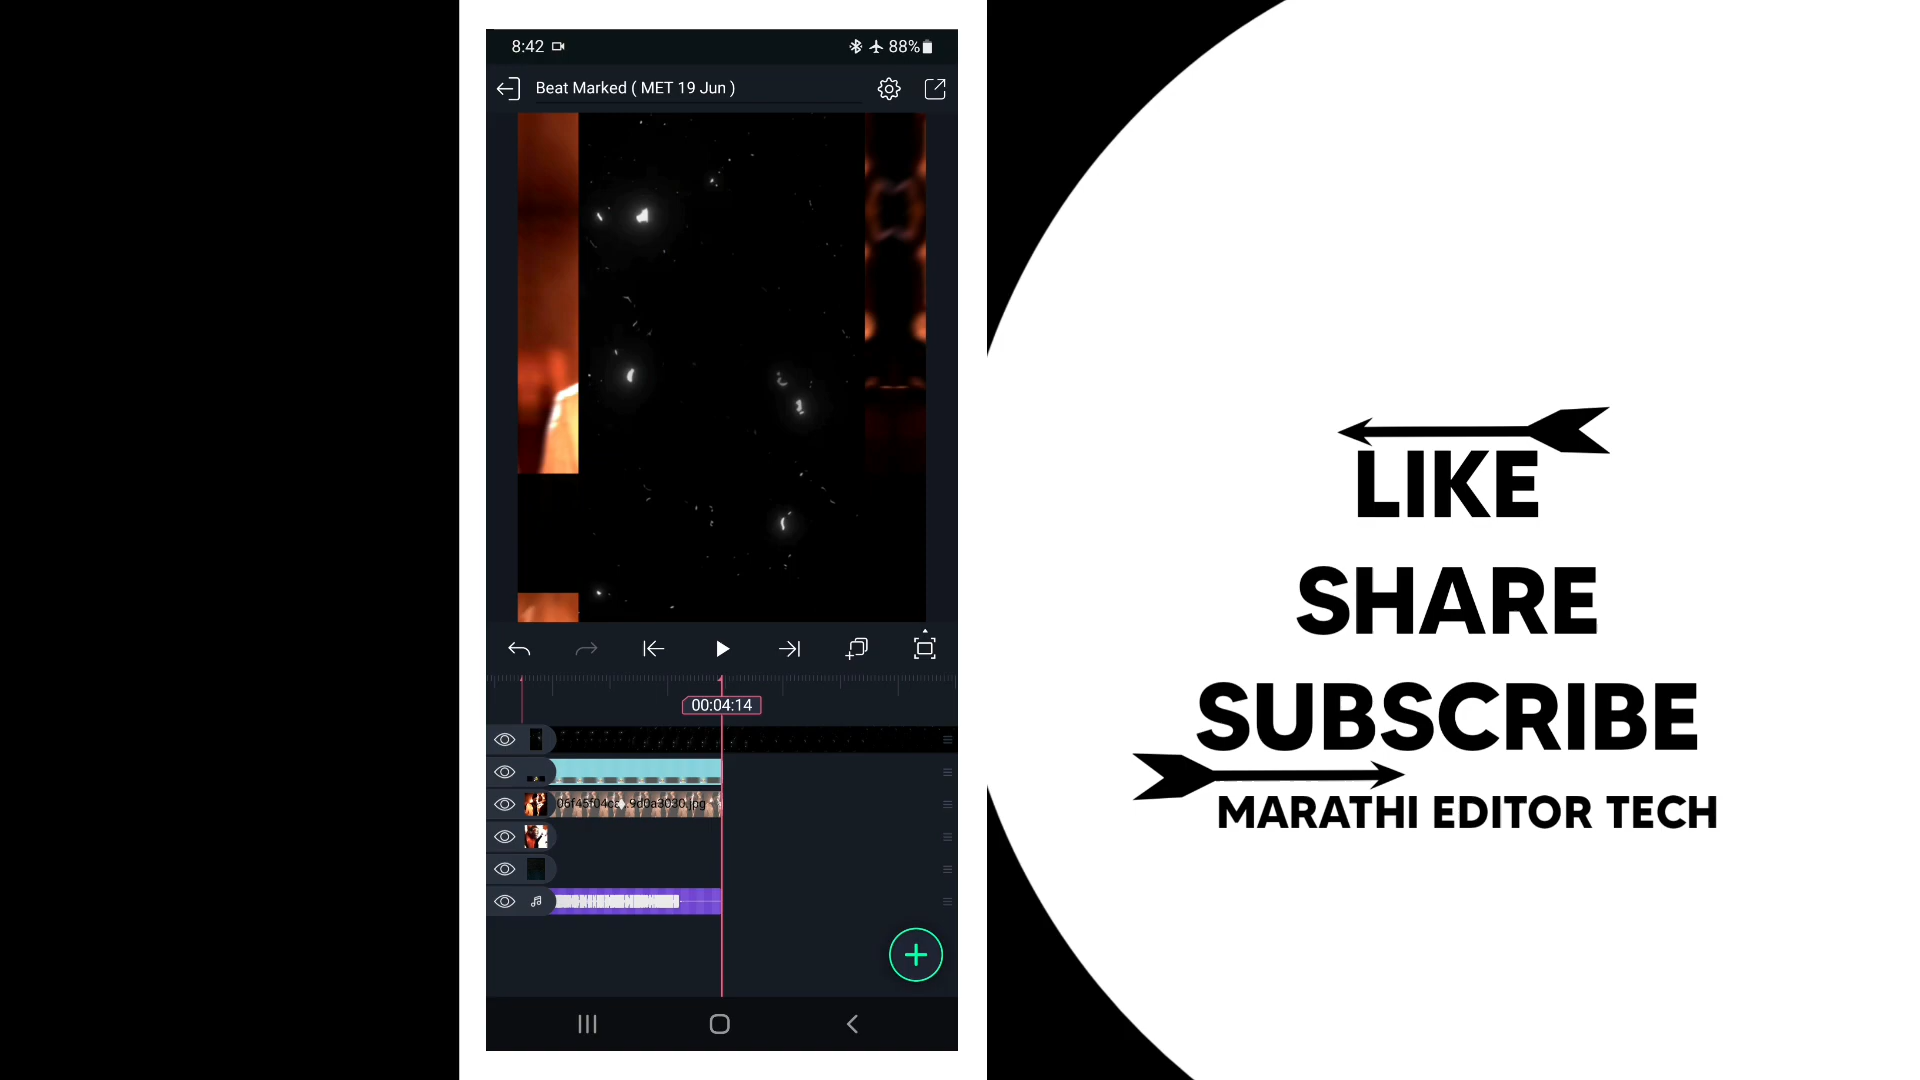 8:42
88%
Beat Marked ( MET 19 Jun )
00:04:14
LIKE
SHARE
SUBSCRIBE
MARATHI EDITOR TECH